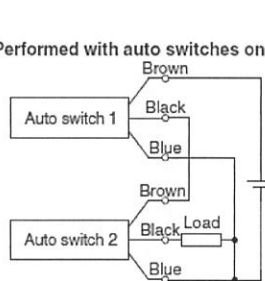 Performed with auto switches on
Brown
Auto switch 1
Black
Blue
Brown
Auto switch 2
Black
Load
Blue